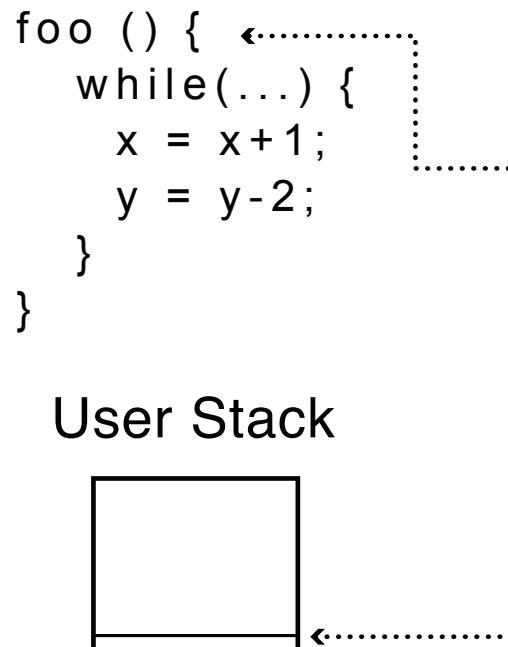 foo () {
while(...) {
x = x+1;
y = y-2;
}
}
User Stack